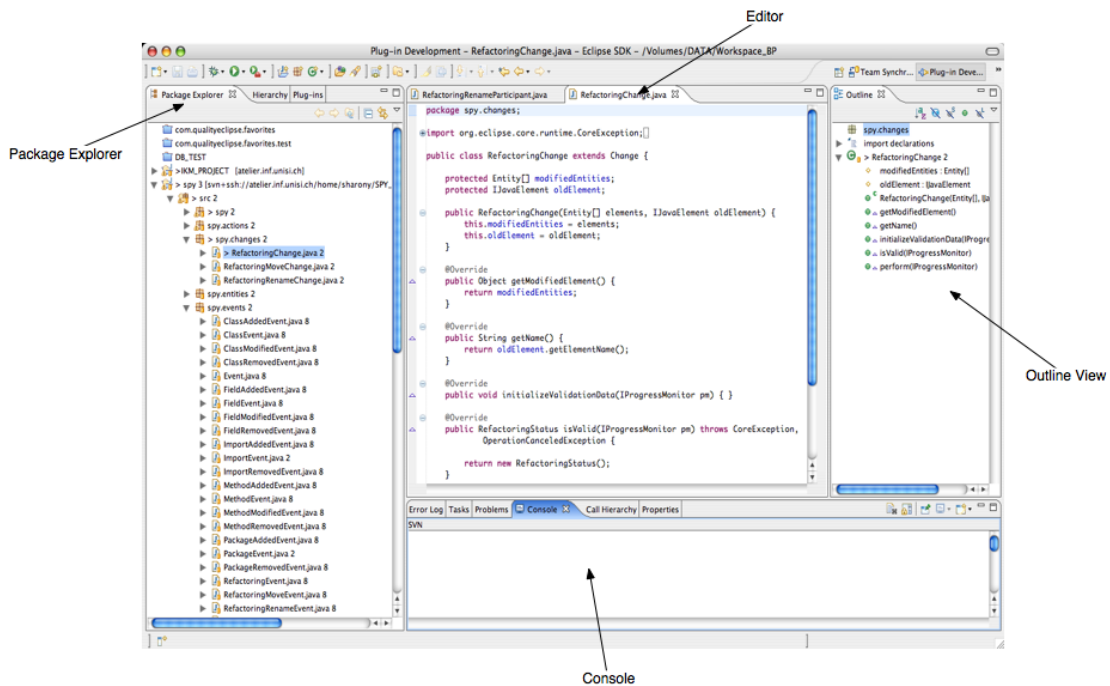 Editor
Plug-in Development – RefactoringChange.java – Eclipse SDK – /Volumes/DATA/Workspace_BP
Team Synchr...
Plug-in Deve...
»
Package Explorer
Hierarchy
Plug-ins
com.qualityeclipse.favorites
com.qualityeclipse.favorites.test
DB_TEST
>IKM_PROJECT [atelier.inf.unisi.ch]
> spy 3 [svn+ssh://atelier.inf.unisi.ch/home/sharony/SPY_
> src 2
> spy 2
spy.actions 2
> spy.changes 2
> RefactoringChange.java 2
RefactoringMoveChange.java 2
RefactoringRenameChange.java 2
spy.entities 2
spy.events 2
ClassAddedEvent.java 8
ClassEvent.java 8
ClassModifiedEvent.java 8
ClassRemovedEvent.java 8
Event.java 8
FieldAddedEvent.java 8
FieldEvent.java 8
FieldModifiedEvent.java 8
FieldRemovedEvent.java 8
ImportAddedEvent.java 8
ImportEvent.java 2
ImportRemovedEvent.java 8
MethodAddedEvent.java 8
MethodEvent.java 8
MethodModifiedEvent.java 8
MethodRemovedEvent.java 8
PackageAddedEvent.java 8
PackageEvent.java 2
PackageRemovedEvent.java 8
RefactoringEvent.java 8
RefactoringMoveEvent.java 8
RefactoringRenameEvent.java 8
RefactoringRenameParticipant.java
RefactoringChange.java
package spy.changes;
import org.eclipse.core.runtime.CoreException;
public class RefactoringChange extends Change {
protected Entity[] modifiedEntities;
protected IJavaElement oldElement;
public RefactoringChange(Entity[] elements, IJavaElement oldElement) {
this.modifiedEntities = elements;
this.oldElement = oldElement;
}
@Override
public Object getModifiedElement() {
return modifiedEntities;
}
@Override
public String getName() {
return oldElement.getElementName();
}
@Override
public void initializeValidationData(IProgressMonitor pm) { }
@Override
public RefactoringStatus isValid(IProgressMonitor pm) throws CoreException,
OperationCanceledException {
return new RefactoringStatus();
}
Outline
spy.changes
import declarations
> RefactoringChange 2
modifiedEntities : Entity[]
oldElement : IJavaElement
RefactoringChange(Entity[], IJa
getModifiedElement()
getName()
initializeValidationData(IProgre
isValid(IProgressMonitor)
perform(IProgressMonitor)
Error Log
Tasks
Problems
Console
Call Hierarchy
Properties
SVN
Package Explorer
Outline View
Console